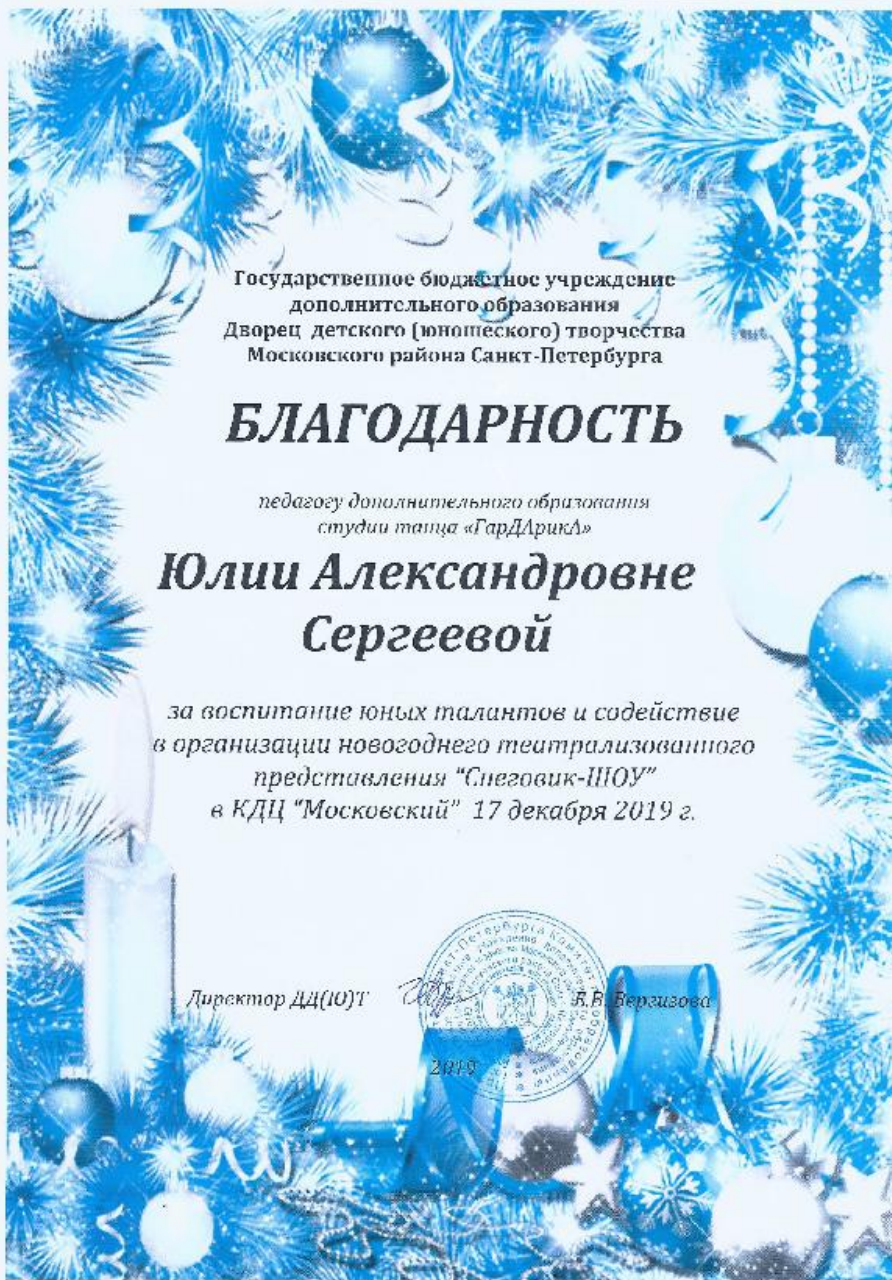 Государственное бюджетное учреждение
дополнительного образования
Дворец детского (юношеского) творчества
Московского района Санкт-Петербурга
БЛАГОДАРНОСТЬ
педагогу дополнительного образования
студии танца «ГарДАрикА»
Юлии Александровне
Сергеевой
за воспитание юных талантов и содействие
в организации новогоднего театрализованного
представления "Снеговик-ШОУ"
в КДЦ "Московский" 17 декабря 2019 г.
Директор ДД(Ю)Т
Вергизова
2019